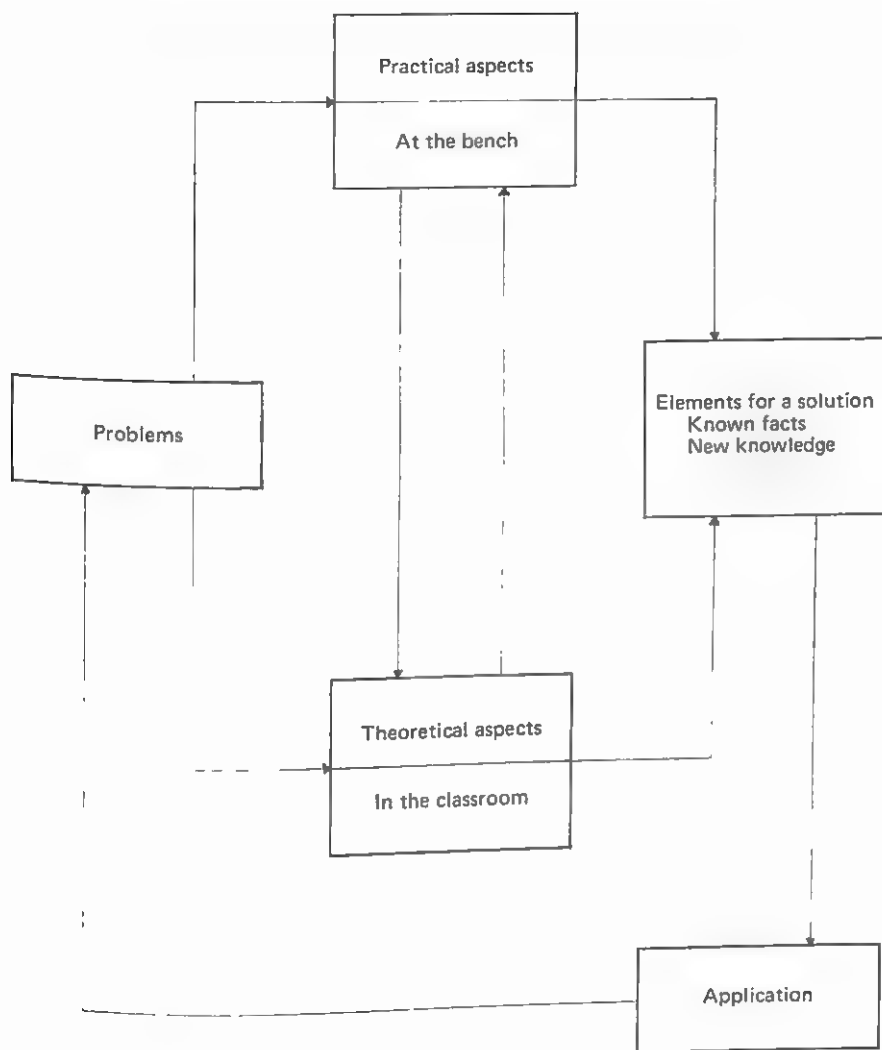 Practical aspects
At the bench
Problems
Elements for a solution
Known facts
New knowledge
Theoretical aspects
In the classroom
Application